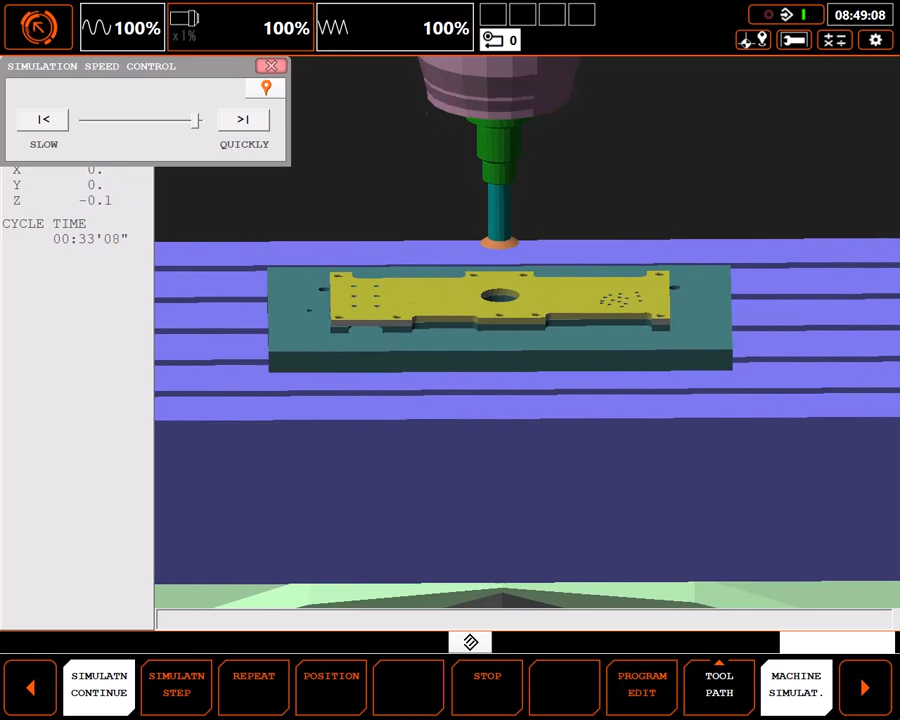 100%
x1%
100%
100%
0
08:49:08
SIMULATION SPEED CONTROL
SLOW
QUICKLY
X 0.
Y 0.
Z -0.1
CYCLE TIME
00:33'08"
SIMULATN CONTINUE
SIMULATN STEP
REPEAT
POSITION
STOP
PROGRAM EDIT
TOOL PATH
MACHINE SIMULAT.